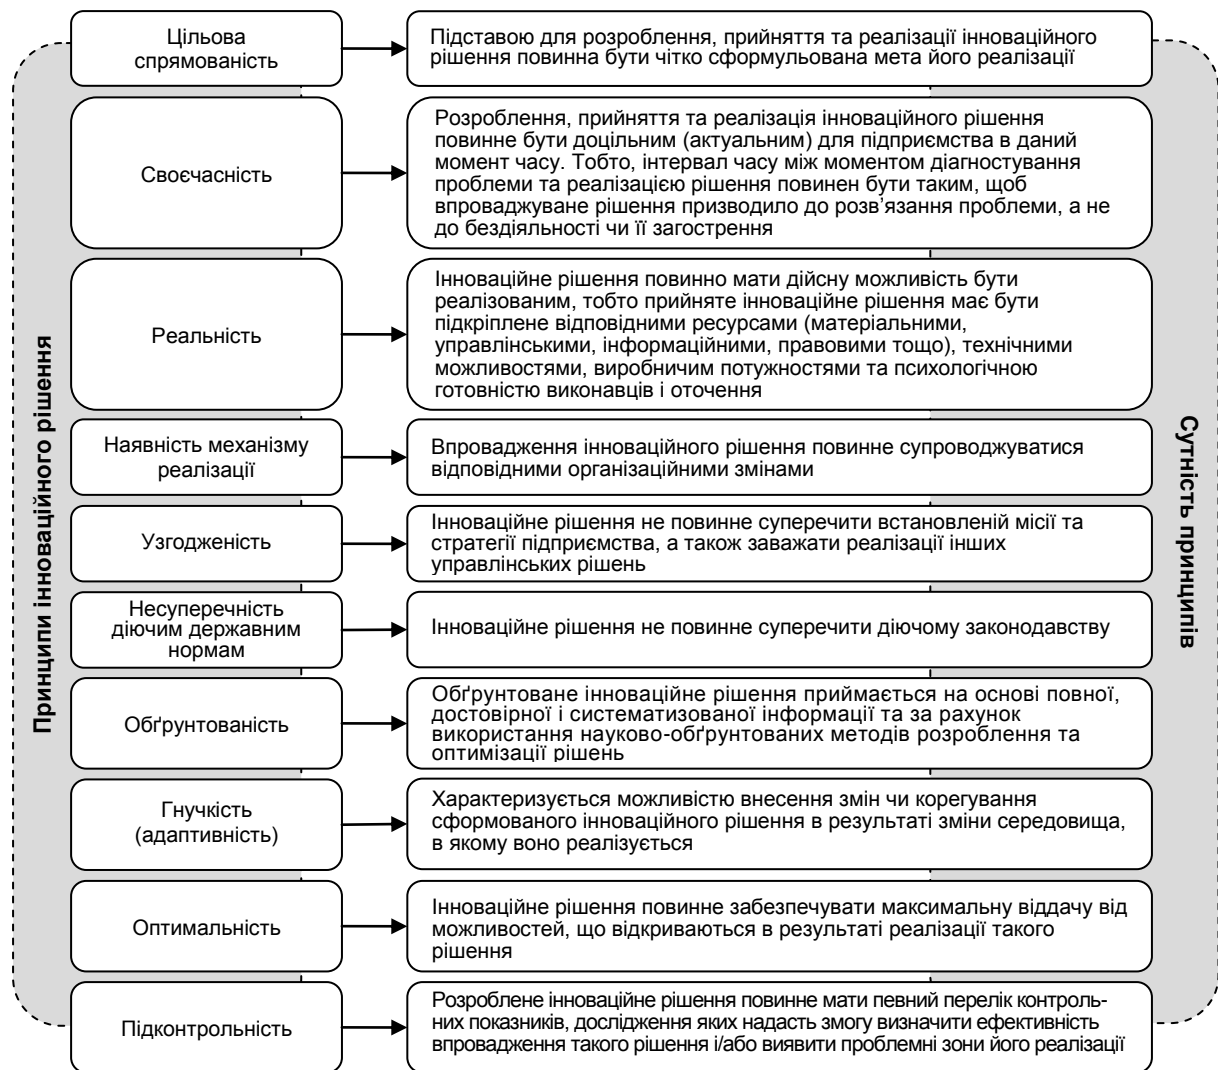 Принципи інноваційного рішення
Цільова
спрямованість
Підставою для розроблення, прийняття та реалізації інноваційного
рішення повинна бути чітко сформульована мета його реалізації
Своєчасність
Розроблення, прийняття та реалізація інноваційного рішення
повинне бути доцільним (актуальним) для підприємства в даний
момент часу. Тобто, інтервал часу між моментом діагностування
проблеми та реалізацією рішення повинен бути таким, щоб
впроваджуване рішення призводило до розв’язання проблеми, а не
до бездіяльності чи її загострення
Реальність
Інноваційне рішення повинно мати дійсну можливість бути
реалізованим, тобто прийняте інноваційне рішення має бути
підкріплене відповідними ресурсами (матеріальними,
управлінськими, інформаційними, правовими тощо), технічними
можливостями, виробничим потужностями та психологічною
готовністю виконавців і оточення
Наявність механізму
реалізації
Впровадження інноваційного рішення повинне супроводжуватися
відповідними організаційними змінами
Узгодженість
Інноваційне рішення не повинне суперечити встановленій місії та
стратегії підприємства, а також заважати реалізації інших
управлінських рішень
Несуперечність
діючим державним
нормам
Інноваційне рішення не повинне суперечити діючому законодавству
Обґрунтованість
Обґрунтоване інноваційне рішення приймається на основі повної,
достовірної і систематизованої інформації та за рахунок
використання науково-обґрунтованих методів розроблення та
оптимізації рішень
Гнучкість
(адаптивність)
Характеризується можливістю внесення змін чи корегування
сформованого інноваційного рішення в результаті зміни середовища,
в якому воно реалізується
Оптимальність
Інноваційне рішення повинне забезпечувати максимальну віддачу від
можливостей, що відкриваються в результаті реалізації такого
рішення
Підконтрольність
Розроблене інноваційне рішення повинне мати певний перелік контроль-
них показників, дослідження яких надасть змогу визначити ефективність
впровадження такого рішення і/або виявити проблемні зони його реалізації
Сутність принципів